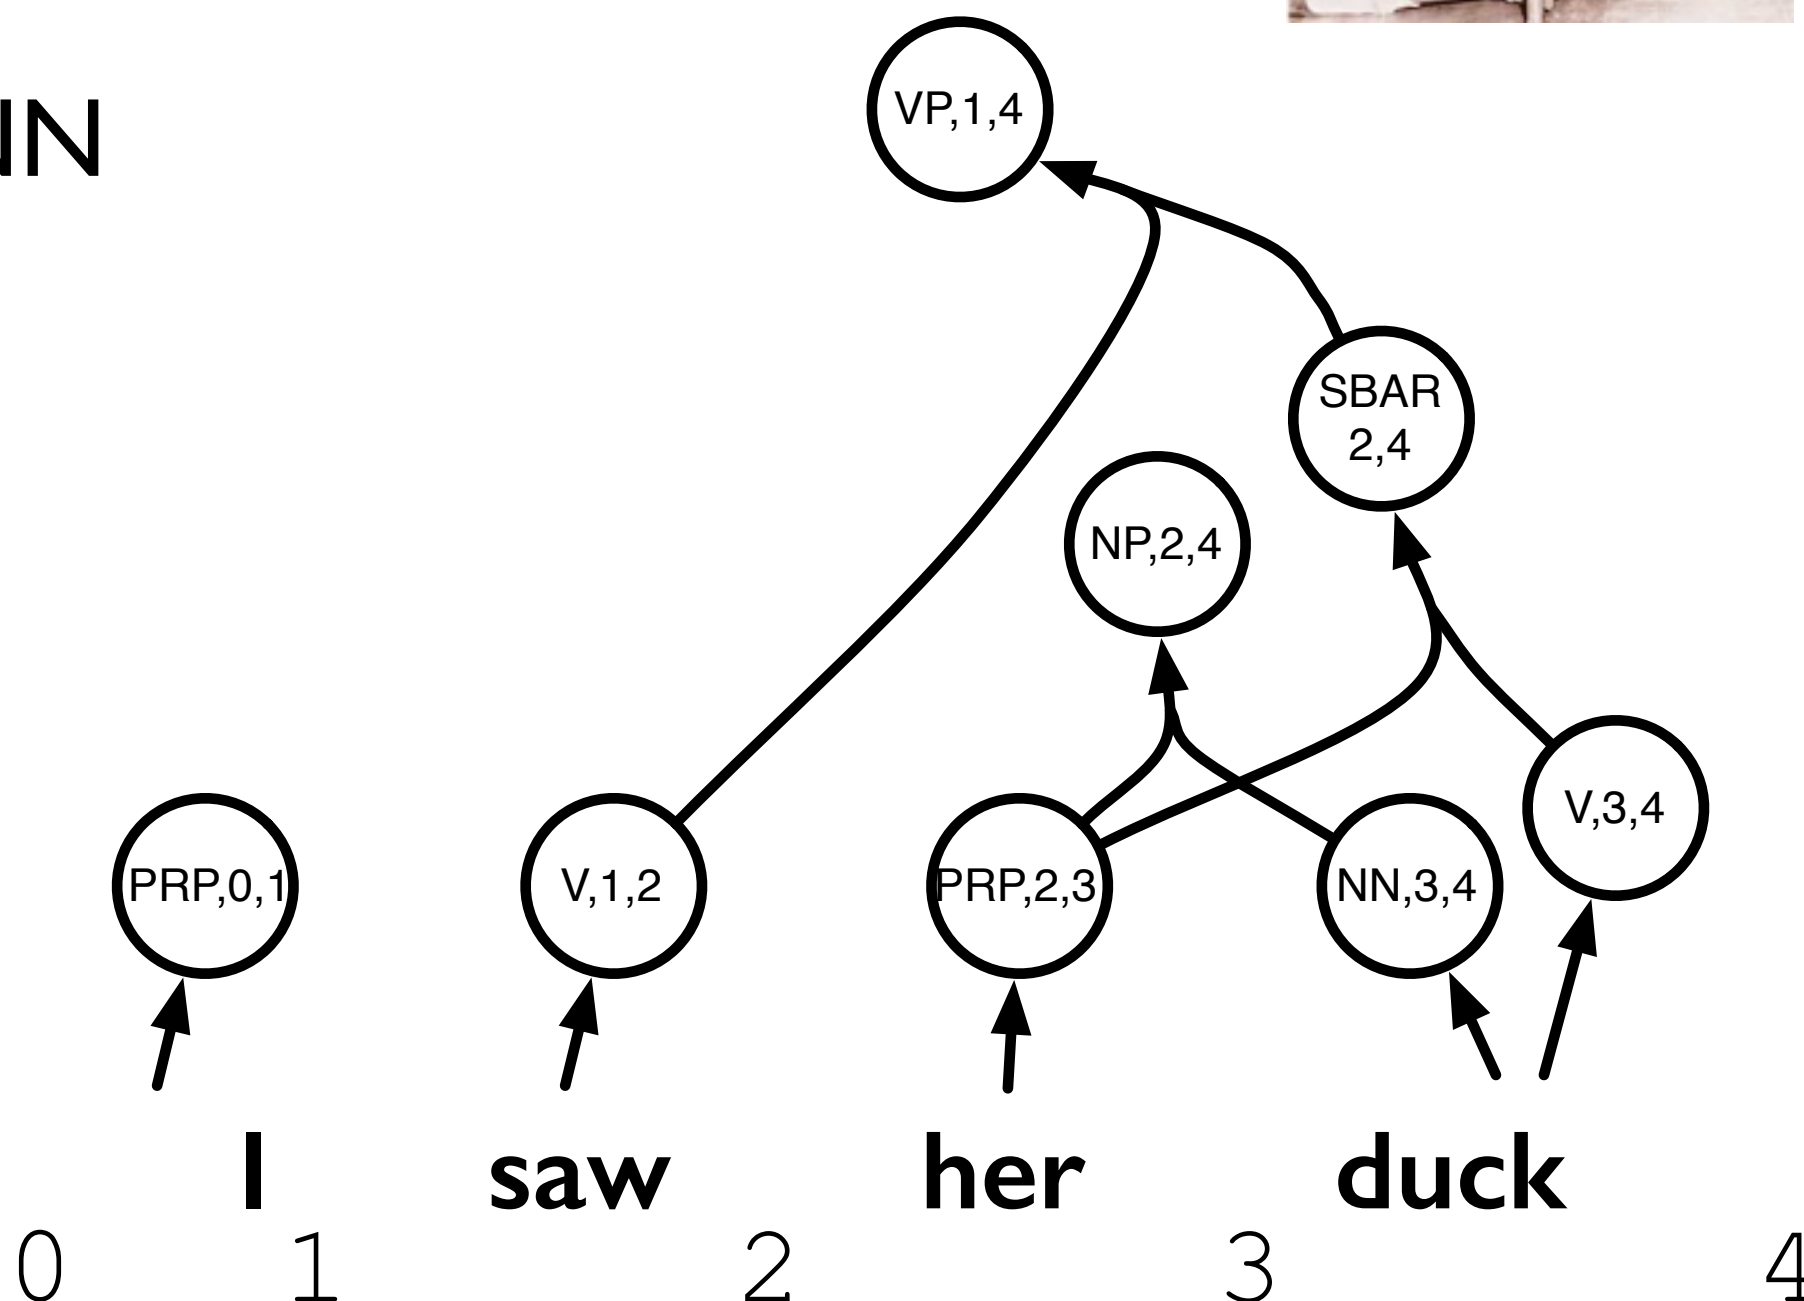 NN
VP,1,4
SBAR
2,4
NP,2,4
V,3,4
PRP,0,1
V,1,2
PRP,2,3
NN,3,4
I saw her duck
0 1 2 3 4